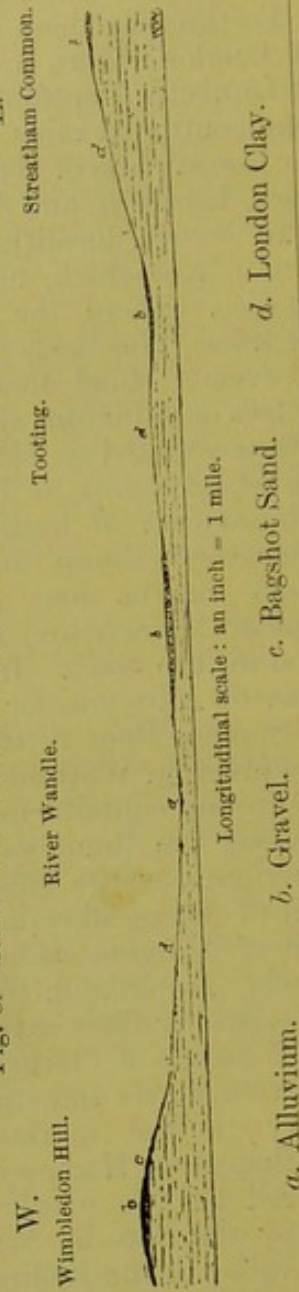 W.
Wimbledon Hill. River Wandle. Tooting. Streatham Common.
b c d a b d b d
Longitudinal scale: an inch = 1 mile.
a. Alluvium. b. Gravel. c. Bagshot Sand. d. London Clay.